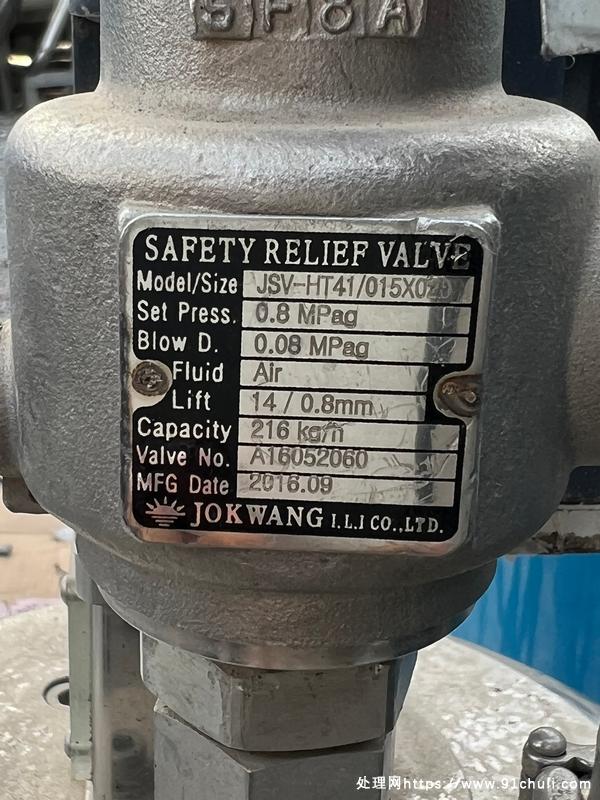 SF8A
SAFETY RELIEF VALVE
Model/Size JSV-HT41/015X020
Set Press. 0.8 MPag
Blow D. 0.08 MPag
Fluid Air
Lift 14 / 0.8mm
Capacity 216 kg/h
Valve No. A16052060
MFG Date 2016.09
JOKWANG I.L.I CO.,LTD.
处理网https://www.91chuli.com